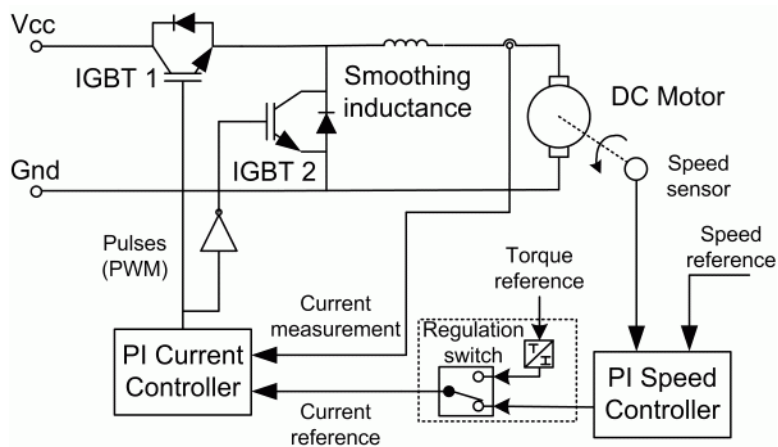 Vcc
IGBT 1
Smoothing
inductance
DC Motor
IGBT 2
Gnd
Speed
sensor
Pulses
(PWM)
Torque
reference
Speed
reference
Current
measurement
Regulation
switch
T
I
PI Current
Controller
PI Speed
Controller
Current
reference